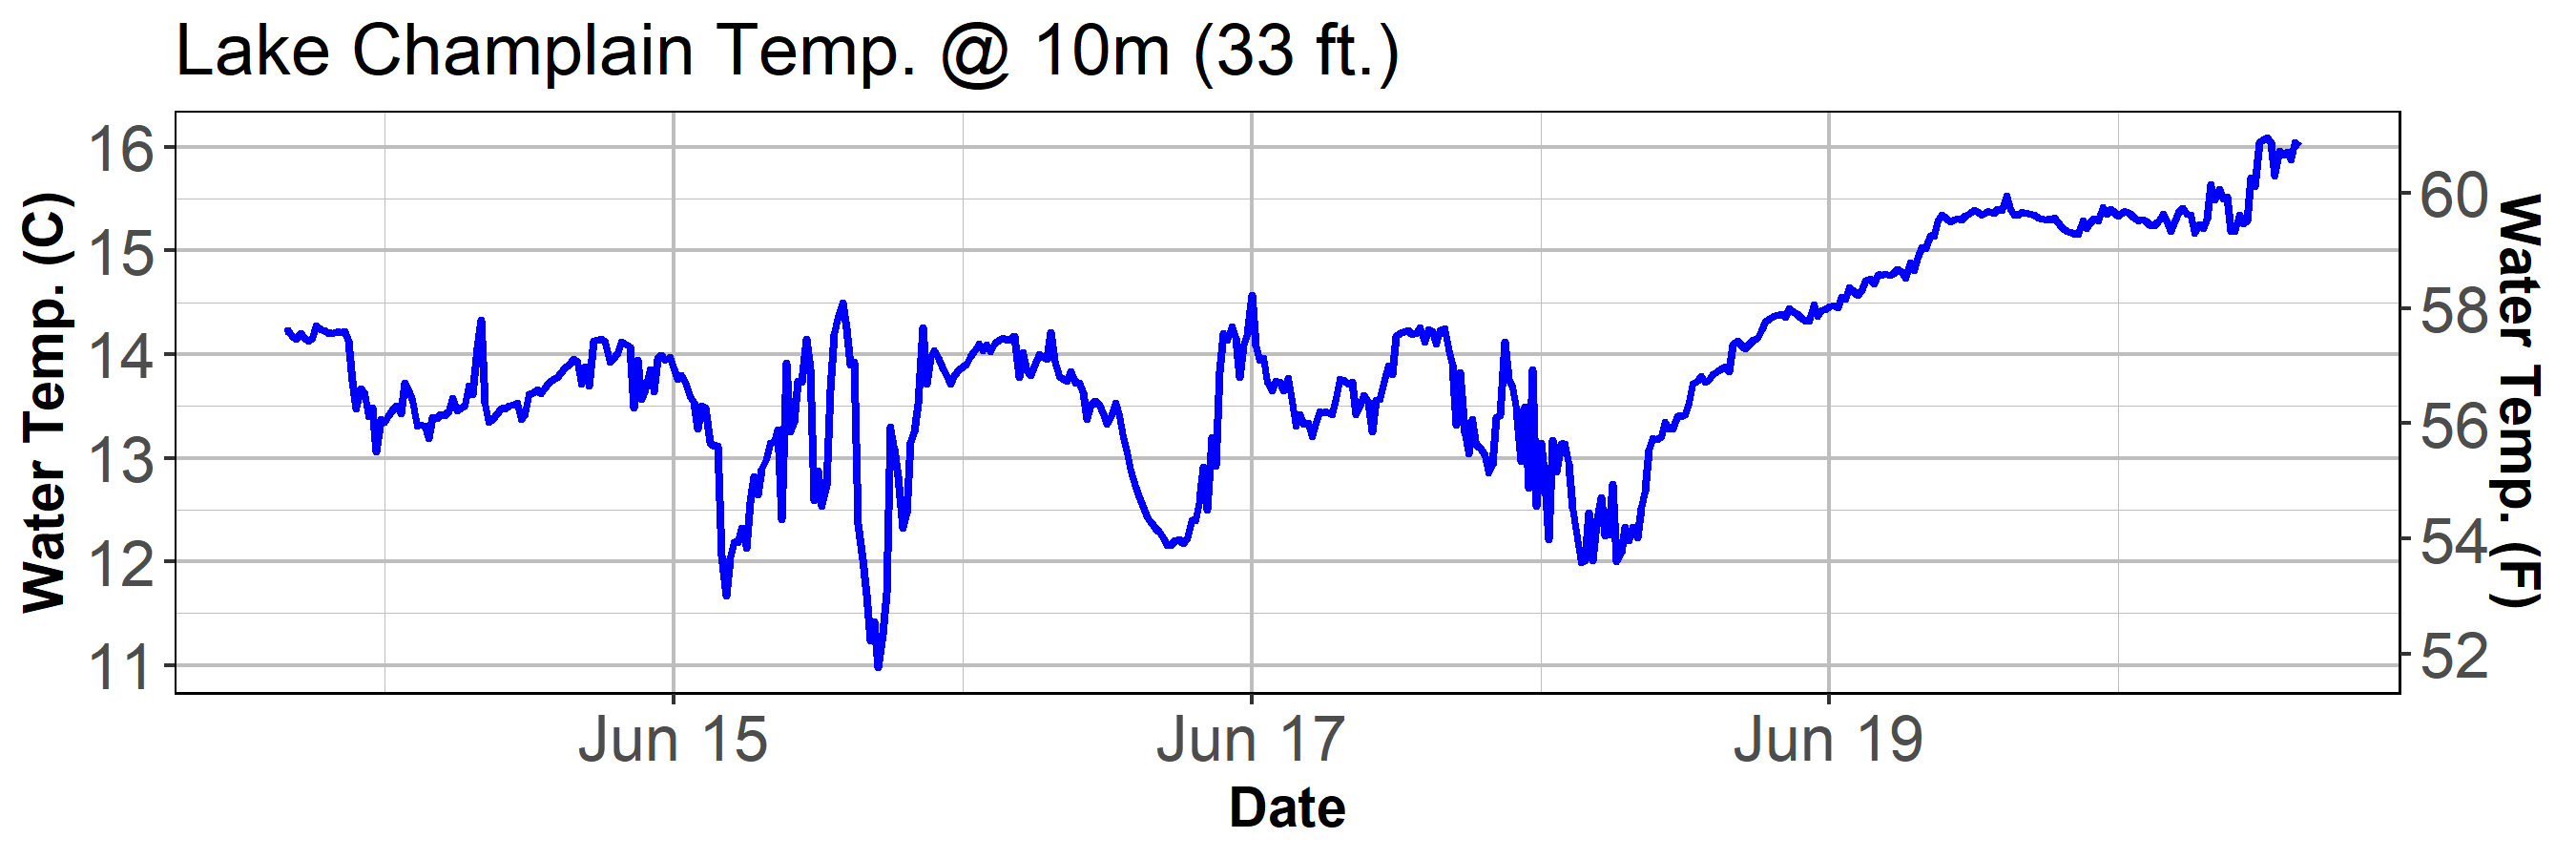 Lake Champlain Temp. @ 10m (33 ft.)
Water Temp. (C)
16
15
14
13
12
11
60
58
56
54
52
Water Temp. (F)
Jun 15
Jun 17
Jun 19
Date